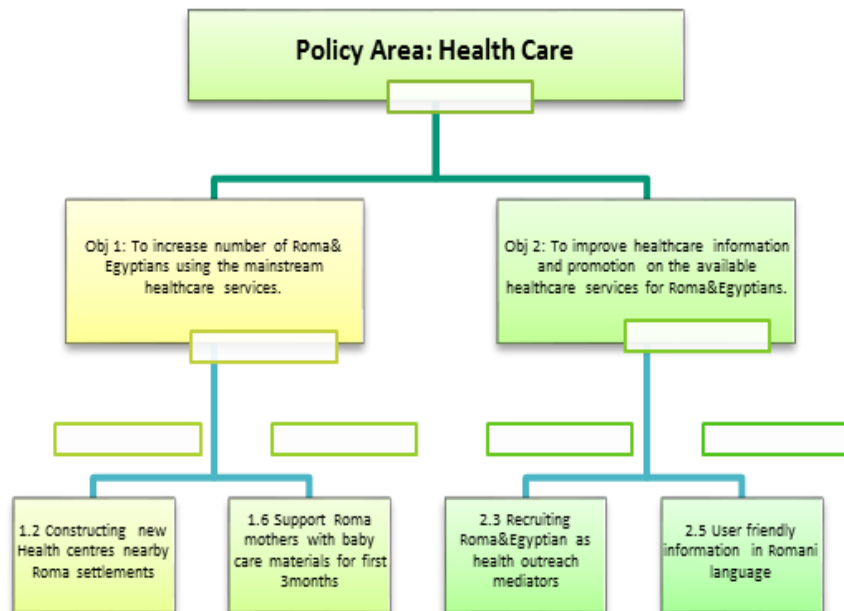 Policy Area: Health Care
Obj 1: To increase number of Roma&
Egyptians using the mainstream
healthcare services.
Obj 2: To improve healthcare information
and promotion on the available
healthcare services for Roma&Egyptians.
1.2 Constructing new
Health centres nearby
Roma settlements
1.6 Support Roma
mothers with baby
care materials for first
3months
2.3 Recruiting
Roma&Egyptian as
health outreach
mediators
2.5 User friendly
information in Romani
language